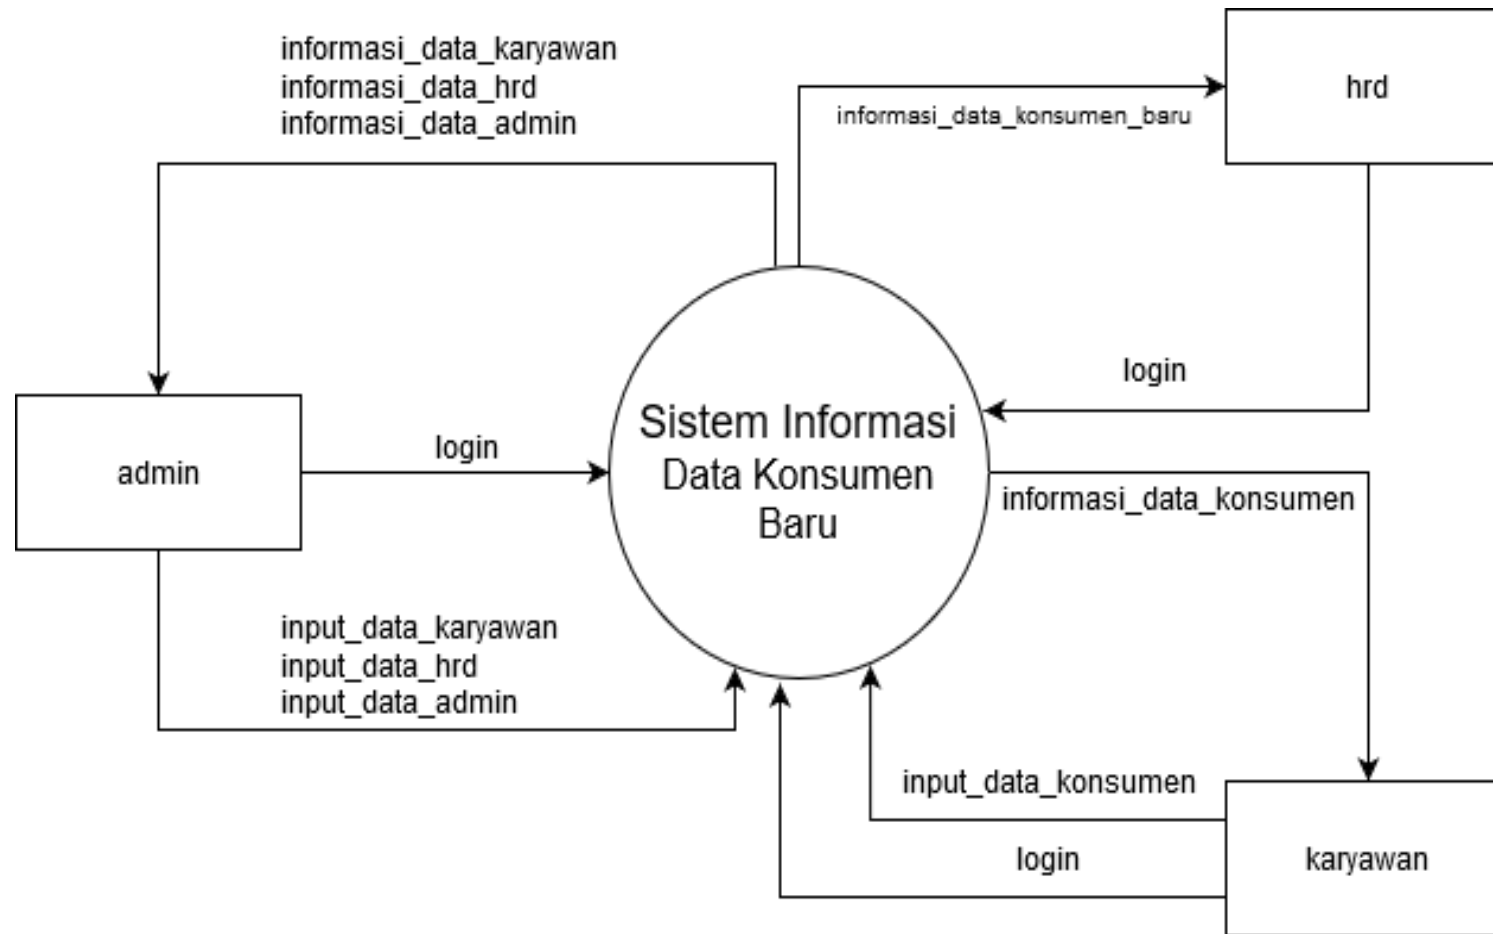 informasi_data_karyawan
informasi_data_hrd
informasi_data_admin
hrd
informasi_data_konsumen_baru
login
admin
login
Sistem Informasi
Data Konsumen
Baru
informasi_data_konsumen
input_data_karyawan
input_data_hrd
input_data_admin
input_data_konsumen
login
karyawan